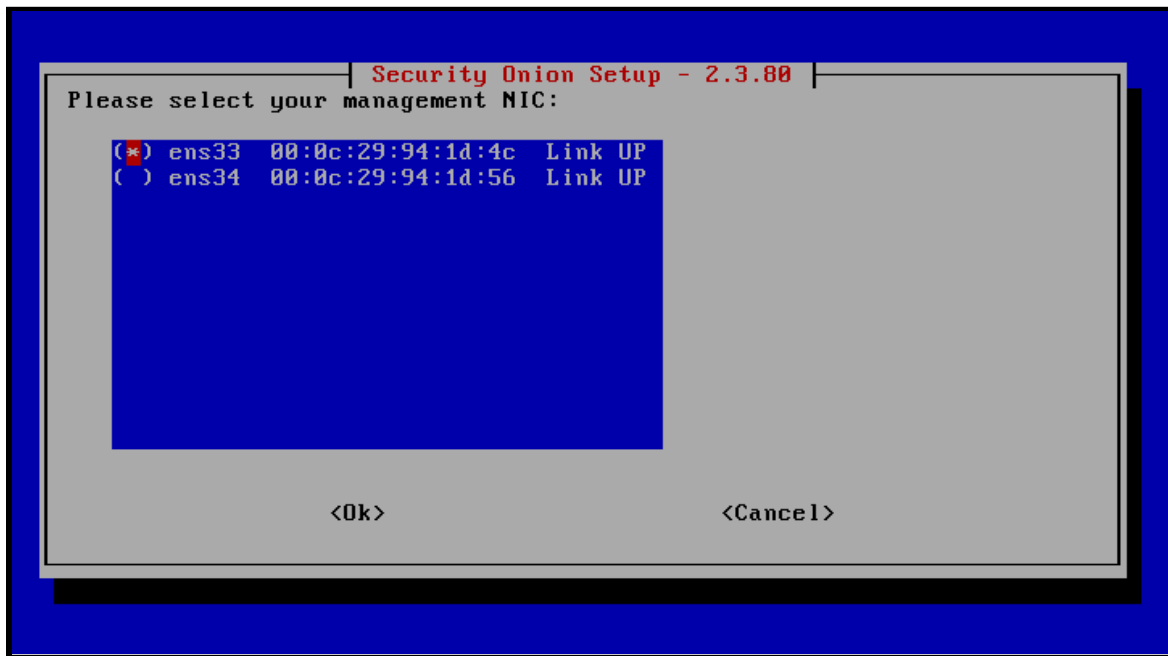 Security Onion Setup - 2.3.80
Please select your management NIC:
(*) ens33 00:0c:29:94:1d:4c Link UP
( ) ens34 00:0c:29:94:1d:56 Link UP
<Ok> <Cancel>